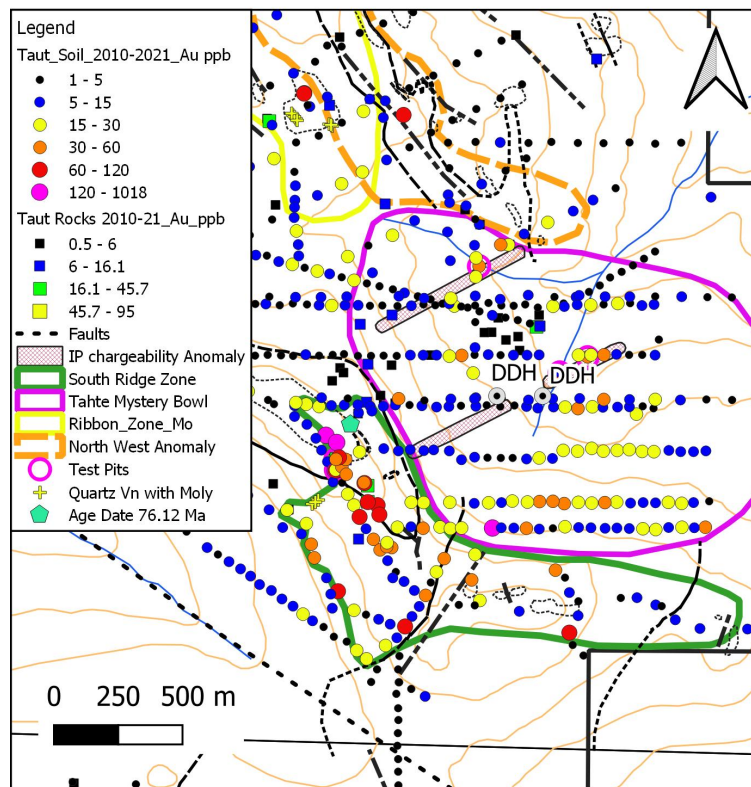 Legend
Taut_Soil_2010-2021_Au ppb
1 - 5
5 - 15
15 - 30
30 - 60
60 - 120
120 - 1018
Taut Rocks 2010-21_Au_ppb
0.5 - 6
6 - 16.1
16.1 - 45.7
45.7 - 95
Faults
IP chargeability Anomaly
South Ridge Zone
Tahte Mystery Bowl
Ribbon_Zone_Mo
North West Anomaly
Test Pits
Quartz Vn with Moly
Age Date 76.12 Ma
DDH DDH
0 250 500 m